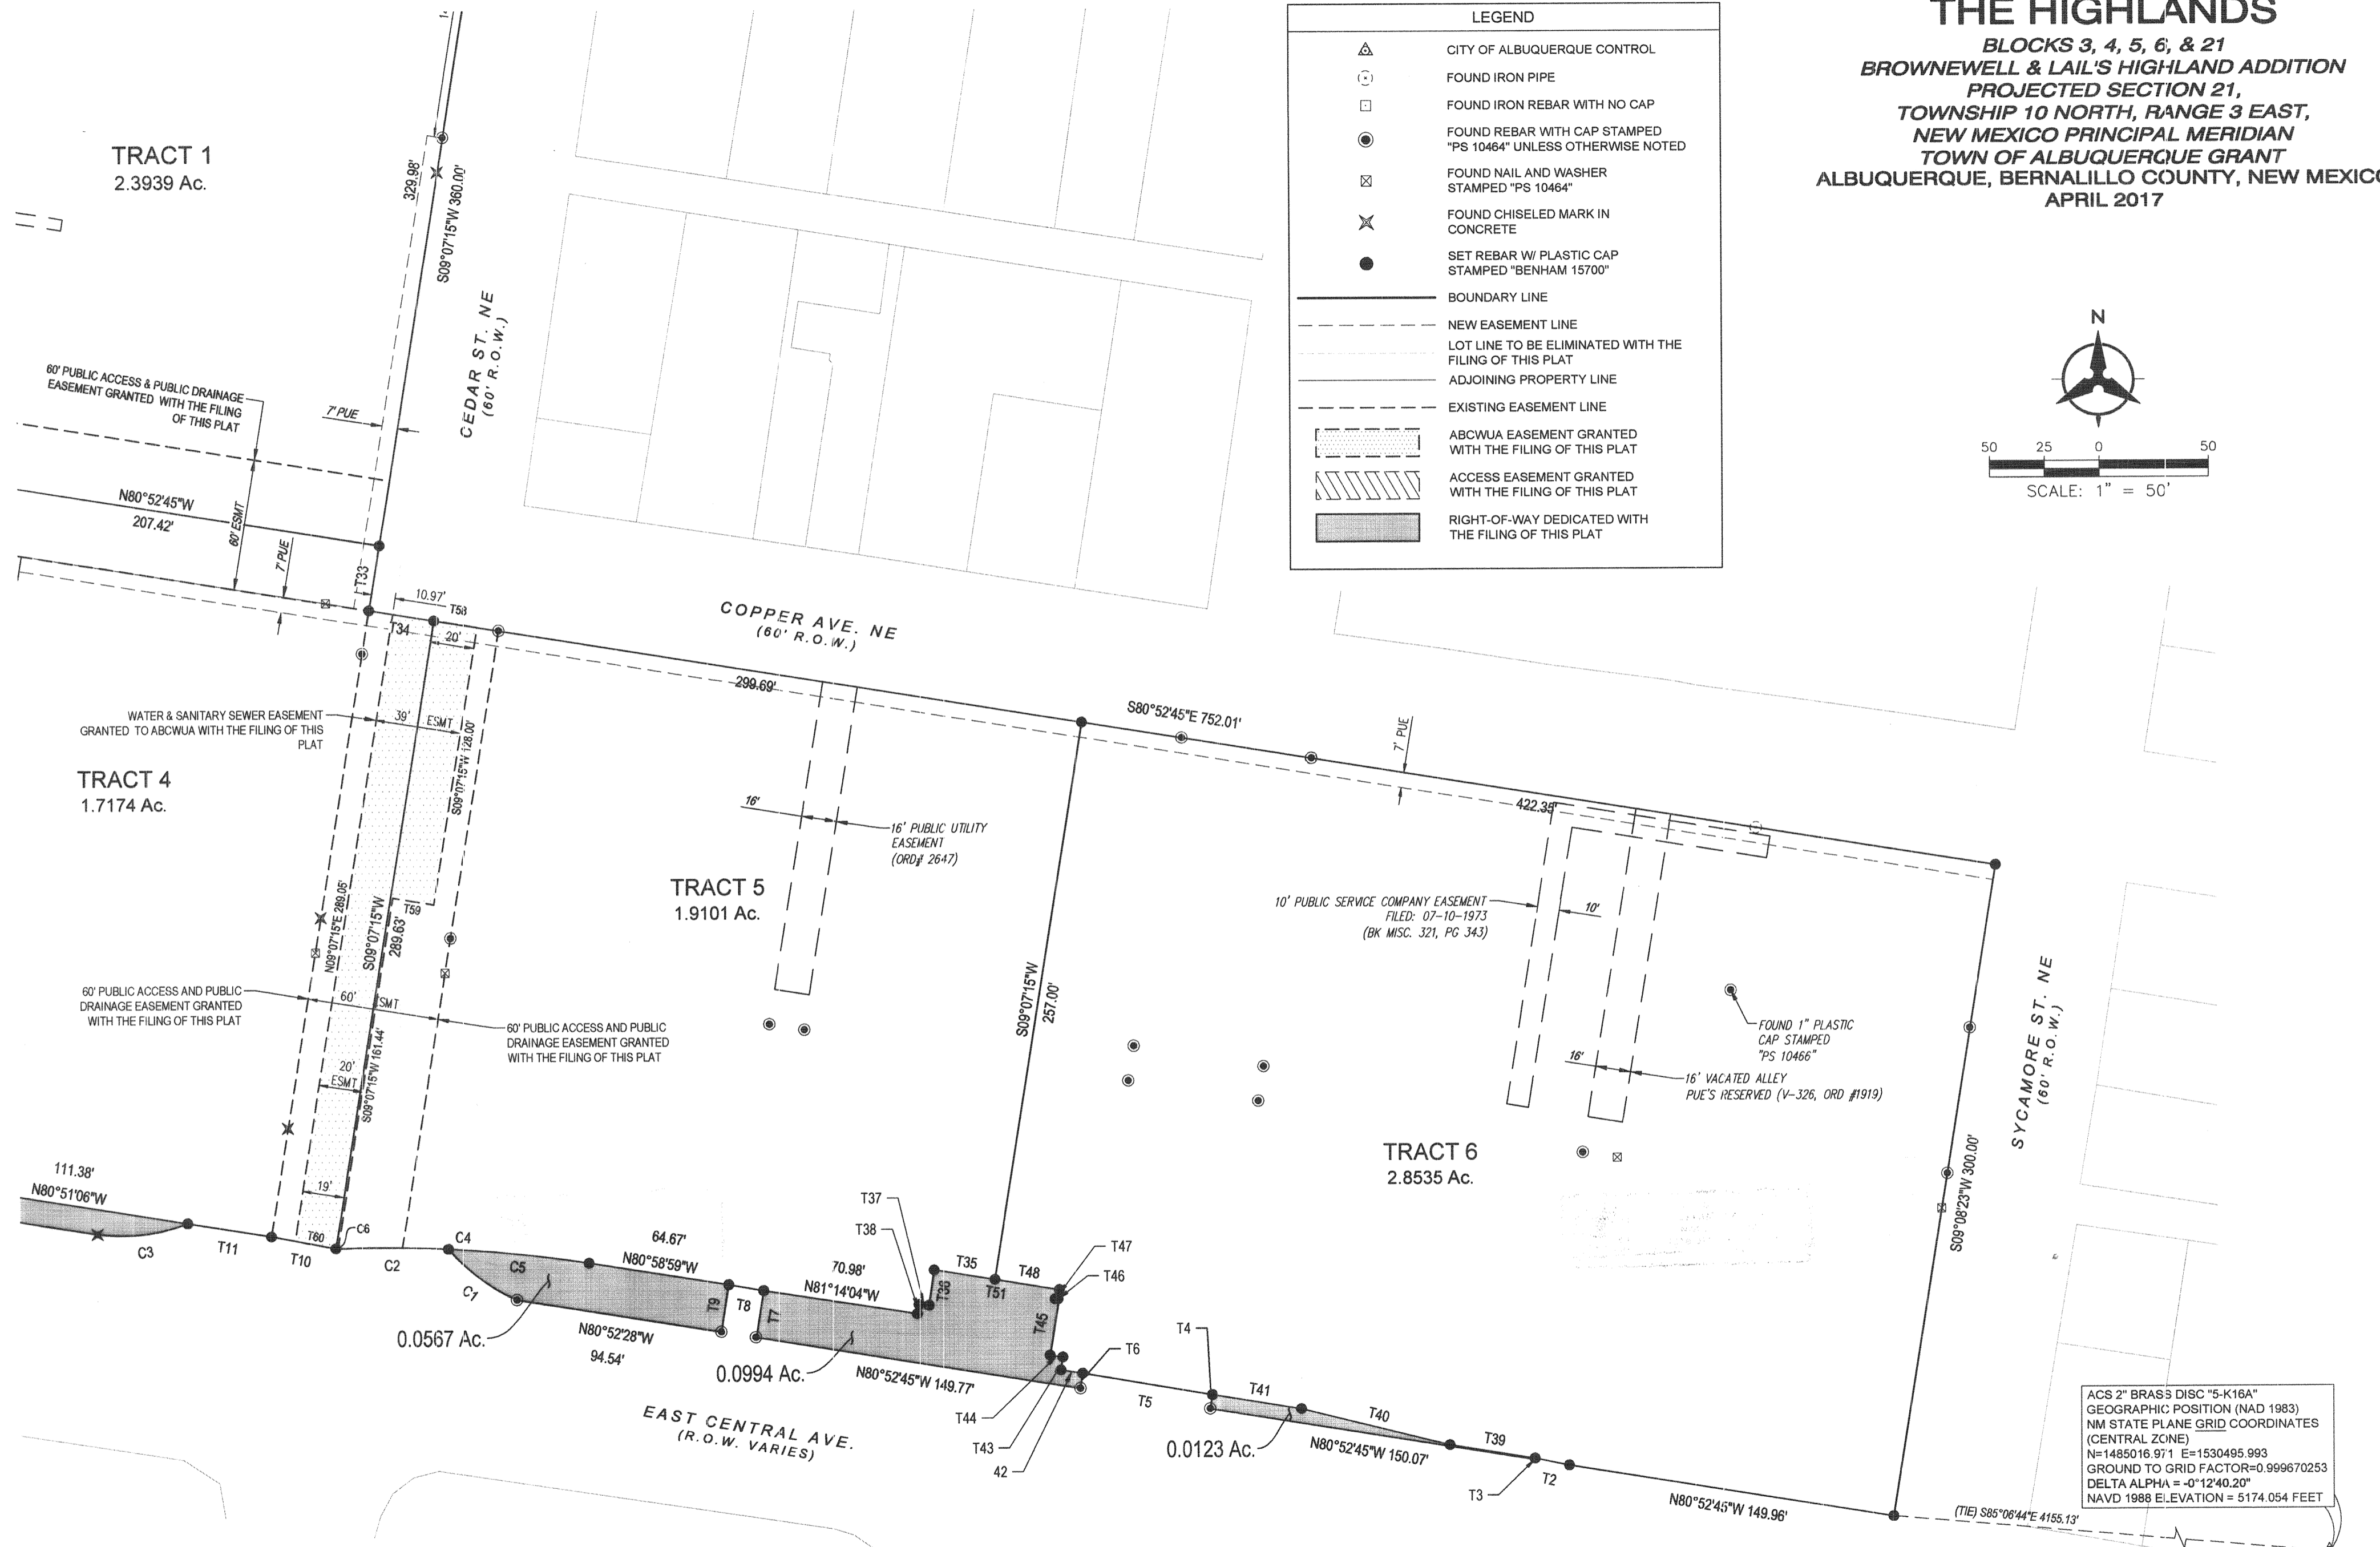 THE HIGHLANDS
BLOCKS 3, 4, 5, 6, & 21
BROWNEWELL & LAIL'S HIGHLAND ADDITION
PROJECTED SECTION 21,
TOWNSHIP 10 NORTH, RANGE 3 EAST,
NEW MEXICO PRINCIPAL MERIDIAN
TOWN OF ALBUQUERQUE GRANT
ALBUQUERQUE, BERNALILLO COUNTY, NEW MEXICO
APRIL 2017
LEGEND
CITY OF ALBUQUERQUE CONTROL
FOUND IRON PIPE
FOUND IRON REBAR WITH NO CAP
FOUND REBAR WITH CAP STAMPED
"PS 10464" UNLESS OTHERWISE NOTED
FOUND NAIL AND WASHER
STAMPED "PS 10464"
FOUND CHISELED MARK IN
CONCRETE
SET REBAR W/ PLASTIC CAP
STAMPED "BENHAM 15700"
BOUNDARY LINE
NEW EASEMENT LINE
LOT LINE TO BE ELIMINATED WITH THE
FILING OF THIS PLAT
ADJOINING PROPERTY LINE
EXISTING EASEMENT LINE
ABCWUA EASEMENT GRANTED
WITH THE FILING OF THIS PLAT
ACCESS EASEMENT GRANTED
WITH THE FILING OF THIS PLAT
RIGHT-OF-WAY DEDICATED WITH
THE FILING OF THIS PLAT
N
50 25 0 50
SCALE: 1" = 50'
TRACT 1
2.3939 Ac.
329.98'
S09°07'15"W 360.00'
CEDAR ST. NE
(60' R.O.W.)
60' PUBLIC ACCESS & PUBLIC DRAINAGE
EASEMENT GRANTED WITH THE FILING
OF THIS PLAT
7' PUE
N80°52'45"W
207.42'
60' ESMT
7' PUE
T33
10.97'
T58
T34
20'
COPPER AVE. NE
(60' R.O.W.)
299.69'
S80°52'45"E 752.01'
7' PUE
422.35'
WATER & SANITARY SEWER EASEMENT
GRANTED TO ABCWUA WITH THE FILING OF THIS
PLAT
39' ESMT
S09°07'15"W 128.00'
TRACT 4
1.7174 Ac.
16'
16' PUBLIC UTILITY
EASEMENT
(ORD# 2647)
TRACT 5
1.9101 Ac.
T59
N09°07'15"E 289.05'
S09°07'15"W
289.63'
10' PUBLIC SERVICE COMPANY EASEMENT
FILED: 07-10-1973
(BK MISC. 321, PG 343)
10'
S09°07'15"W
257.00'
60' PUBLIC ACCESS AND PUBLIC
DRAINAGE EASEMENT GRANTED
WITH THE FILING OF THIS PLAT
60' ESMT
60' PUBLIC ACCESS AND PUBLIC
DRAINAGE EASEMENT GRANTED
WITH THE FILING OF THIS PLAT
20'
ESMT
S09°07'15"W 161.44'
FOUND 1" PLASTIC
CAP STAMPED
"PS 10466"
16'
16' VACATED ALLEY
PUE'S RESERVED (V-326, ORD #1919)
SYCAMORE ST. NE
(60' R.O.W.)
S09°08'23"W 300.00'
TRACT 6
2.8535 Ac.
111.38'
N80°51'06"W
19'
C3
T11
T10
T60
C6
C2
C4
C5
C7
64.67'
N80°58'59"W
T9
T8
T7
70.98'
N81°14'04"W
T37
T38
T36
T35
T51
T48
T47
T46
T45
0.0567 Ac.
N80°52'28"W
94.54'
0.0994 Ac.
N80°52'45"W 149.77'
T6
T44
T43
42
T5
T4
T41
T40
0.0123 Ac.
N80°52'45"W 150.07'
T39
T3
T2
N80°52'45"W 149.96'
EAST CENTRAL AVE.
(R.O.W. VARIES)
ACS 2" BRASS DISC "5-K16A"
GEOGRAPHIC POSITION (NAD 1983)
NM STATE PLANE GRID COORDINATES
(CENTRAL ZONE)
N=1485016.971 E=1530495.993
GROUND TO GRID FACTOR=0.999670253
DELTA ALPHA = -0°12'40.20"
NAVD 1988 ELEVATION = 5174.054 FEET
(TIE) S85°06'44"E 4155.13'